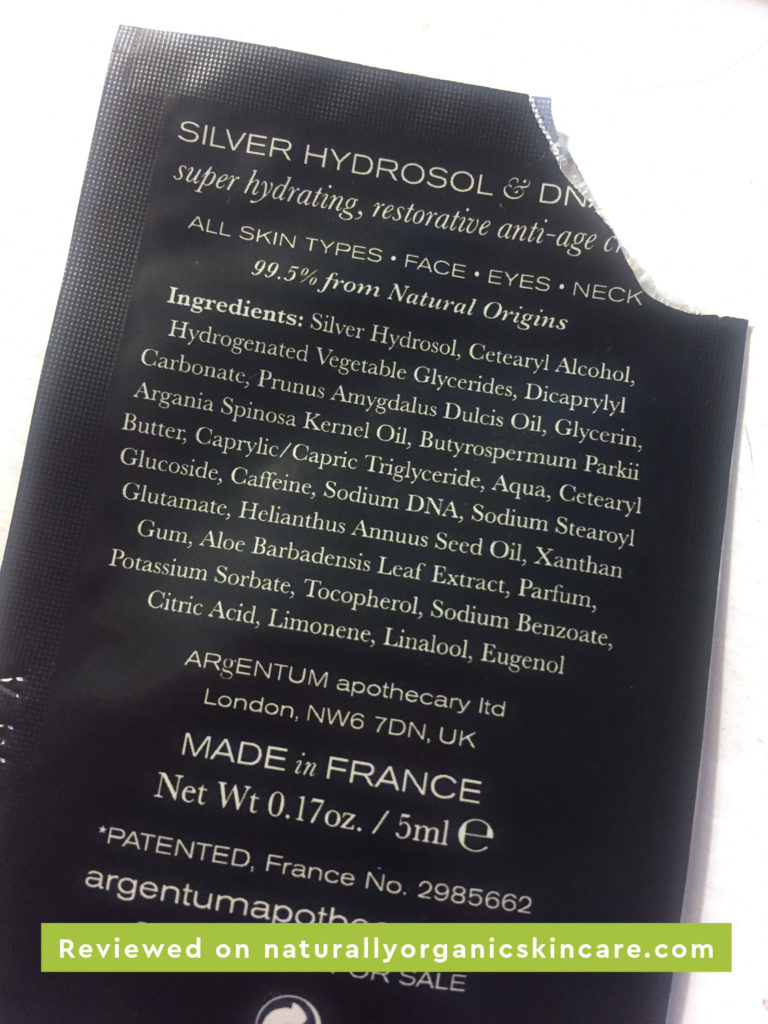 SILVER HYDROSOL & DN
super hydrating, restorative anti-age
ALL SKIN TYPES • FACE • EYES • NECK
99.5% from Natural Origins
Ingredients: Silver Hydrosol, Cetearyl Alcohol,
Hydrogenated Vegetable Glycerides, Dicaprylyl
Carbonate, Prunus Amygdalus Dulcis Oil, Glycerin,
Argania Spinosa Kernel Oil, Butyrospermum Parkii
Butter, Caprylic/Capric Triglyceride, Aqua, Cetearyl
Glucoside, Caffeine, Sodium DNA, Sodium Stearoyl
Glutamate, Helianthus Annuus Seed Oil, Xanthan
Gum, Aloe Barbadensis Leaf Extract, Parfum,
Potassium Sorbate, Tocopherol, Sodium Benzoate,
Citric Acid, Limonene, Linalool, Eugenol
ARgENTUM apothecary ltd
London, NW6 7DN, UK
MADE in FRANCE
Net Wt 0.17oz. / 5ml ℮
*PATENTED, France No. 2985662
argentumapothe
Reviewed on naturallyorganicskincare.com
FOR SALE